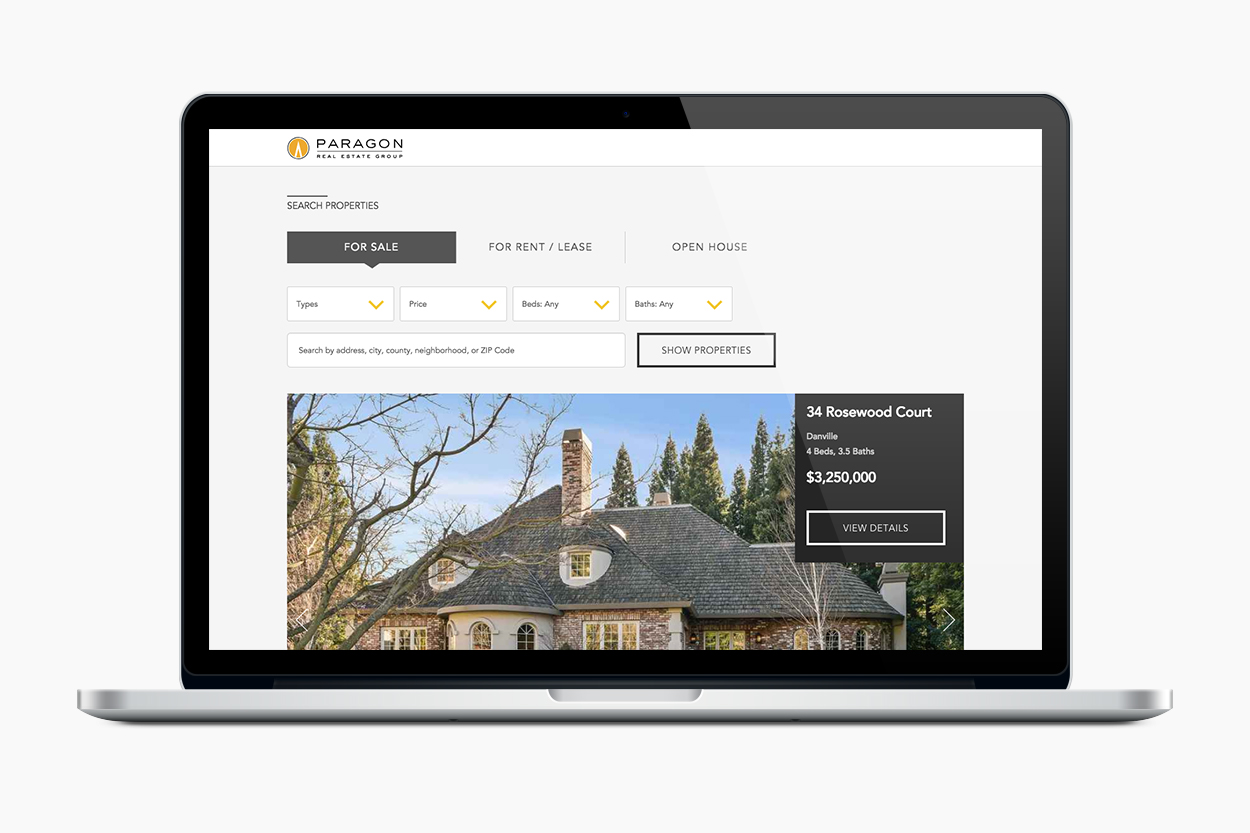 PARAGON
REAL ESTATE GROUP
SEARCH PROPERTIES
FOR SALE
FOR RENT / LEASE
OPEN HOUSE
Types
Price
Beds: Any
Baths: Any
Search by address, city, county, neighborhood, or ZIP Code
SHOW PROPERTIES
34 Rosewood Court
Danville
4 Beds, 3.5 Baths
$3,250,000
VIEW DETAILS